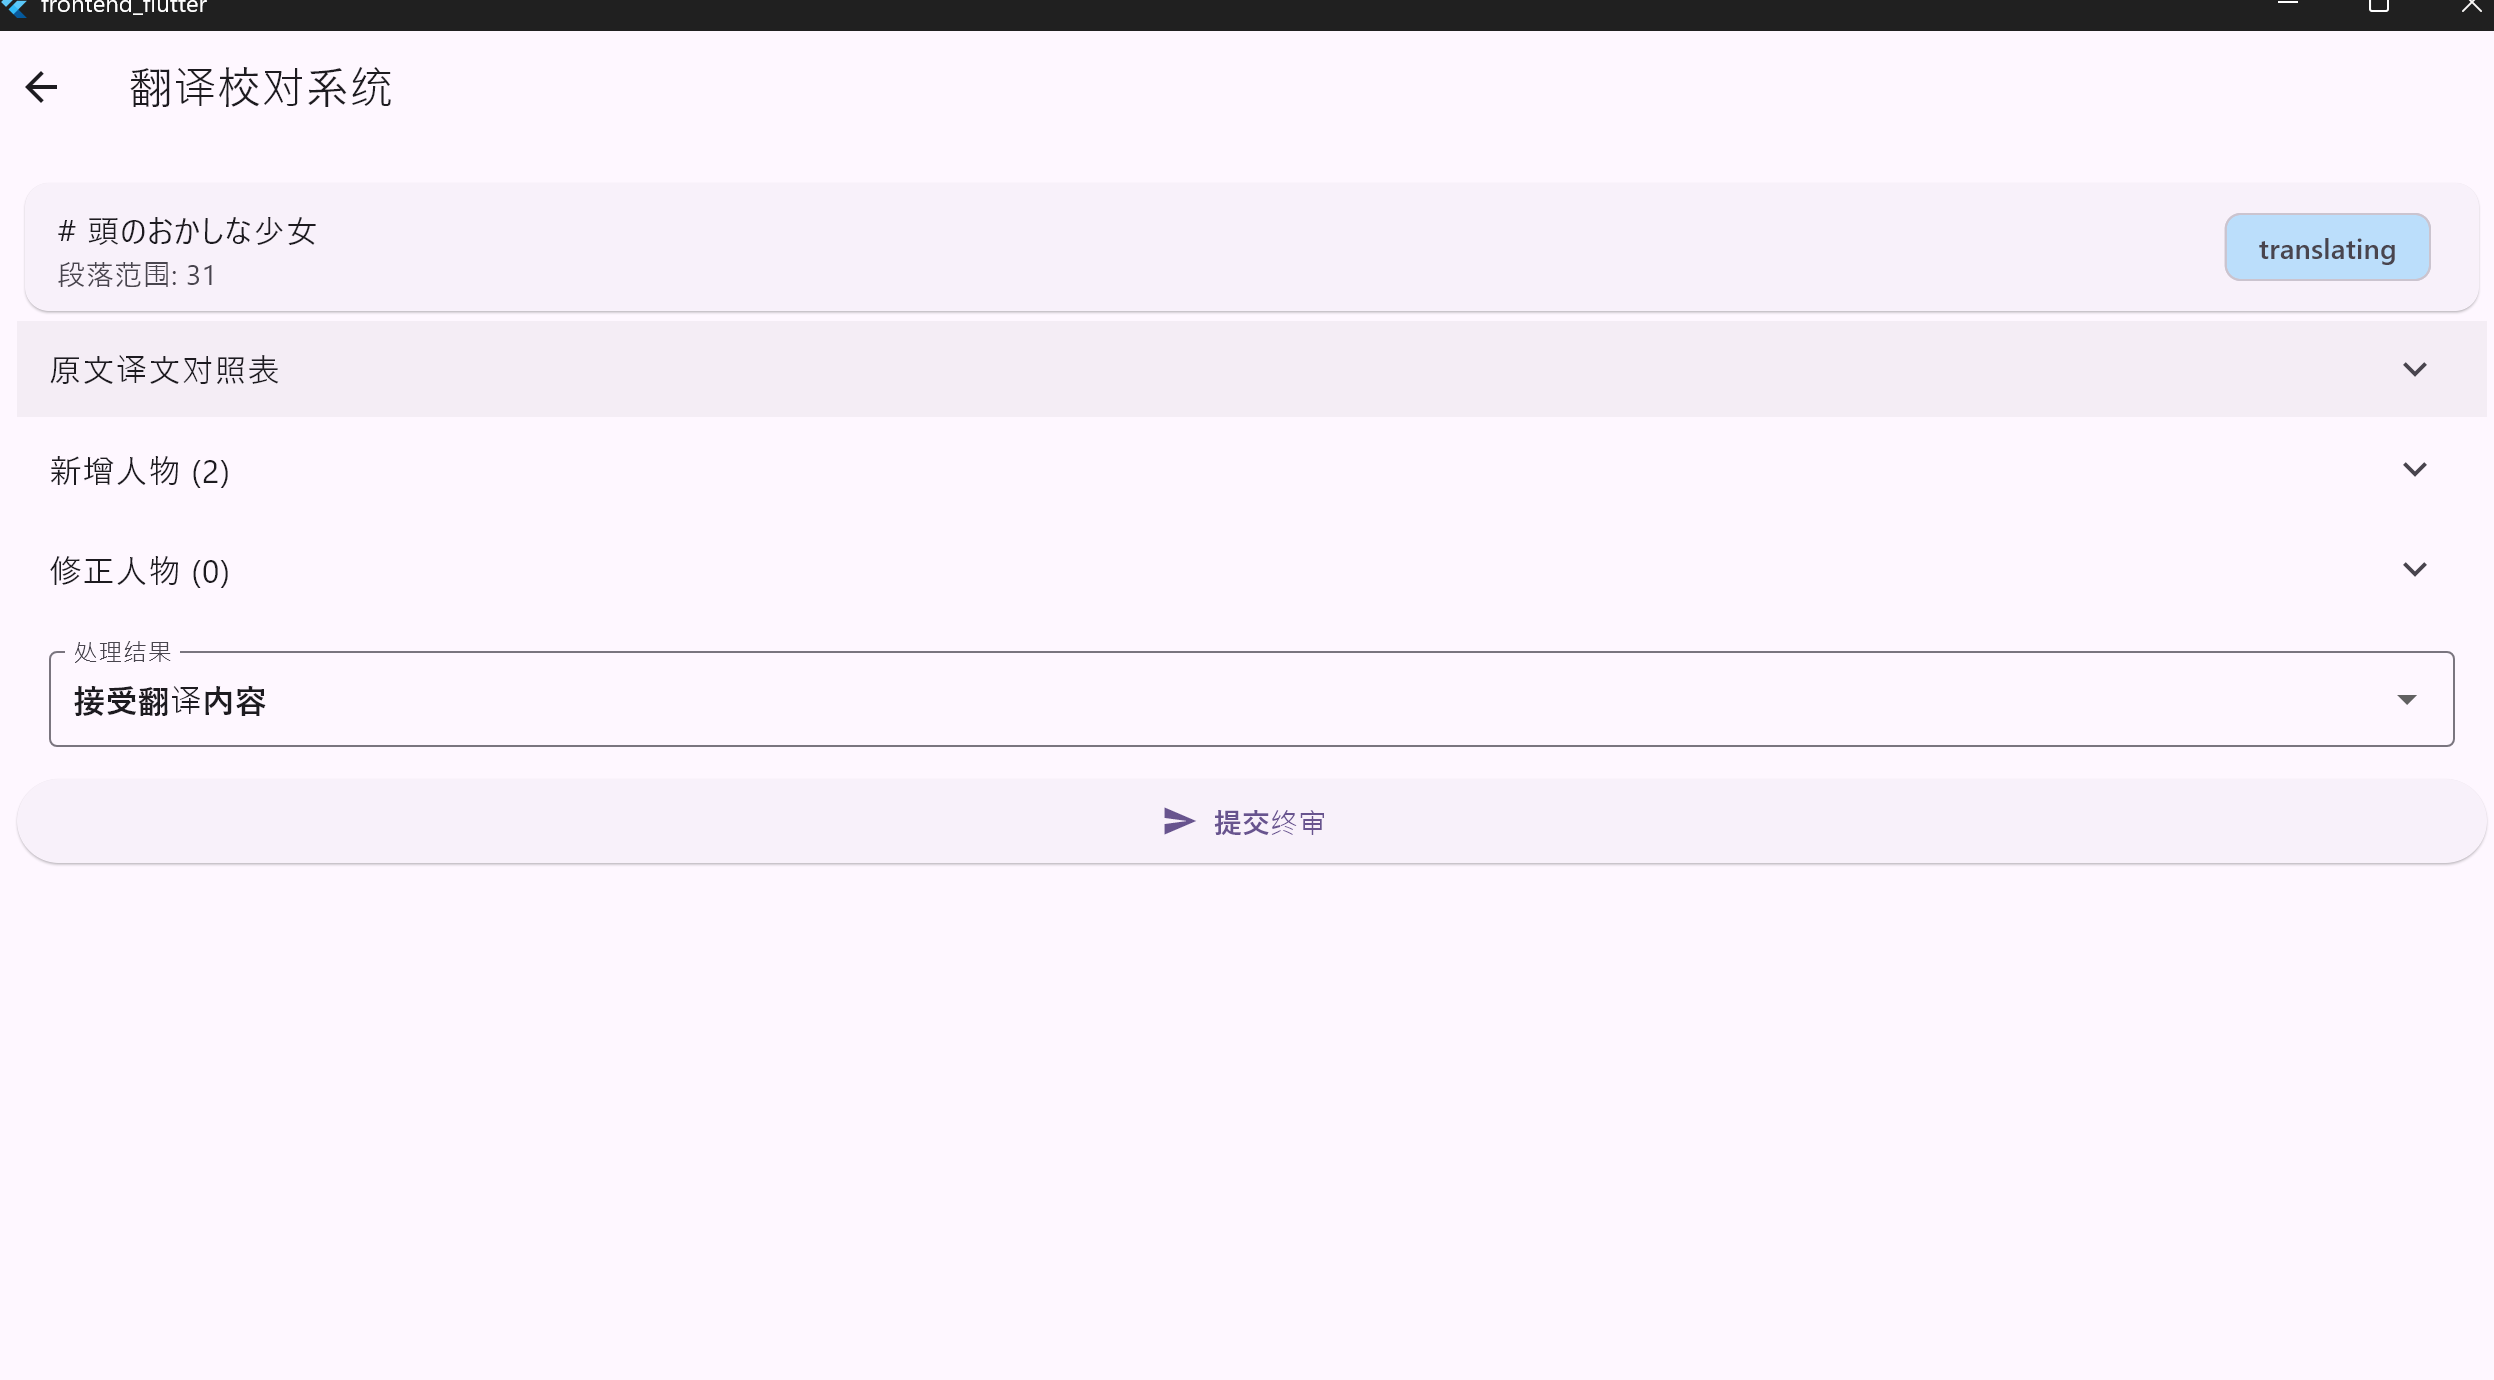 frontend_flutter
翻译校对系统
# 頭のおかしな少女
段落范围: 31
translating
原文译文对照表
新增人物 (2)
修正人物 (0)
处理结果
接受翻译内容
提交终审